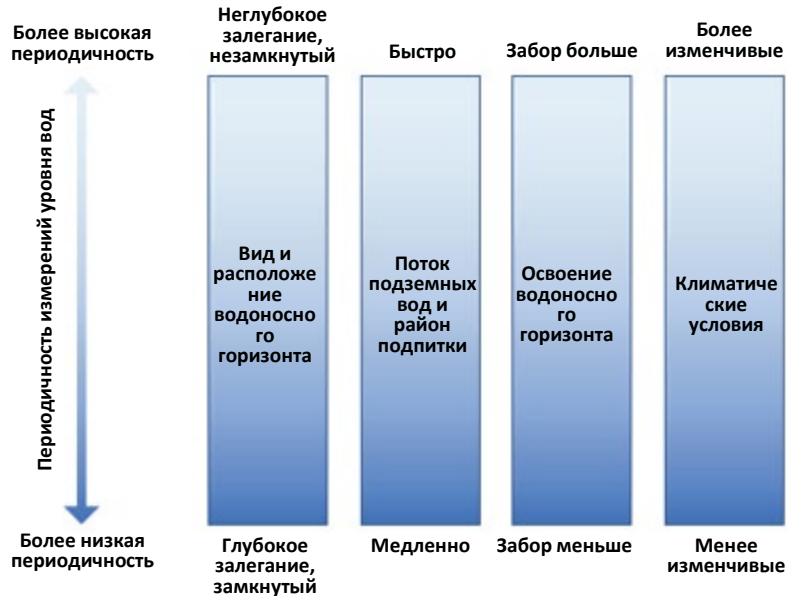 Более высокая
периодичность
Неглубокое
залегание,
незамкнутый
Быстро
Забор больше
Более
изменчивые
Периодичность измерений уровня вод
Вид и
расположе
ние
водоносно
го
горизонта
Поток
подземных
вод и
район
подпитки
Освоение
водоносно
го
горизонта
Климатиче
ские
условия
Более низкая
периодичность
Глубокое
залегание,
замкнутый
Медленно
Забор меньше
Менее
изменчивые